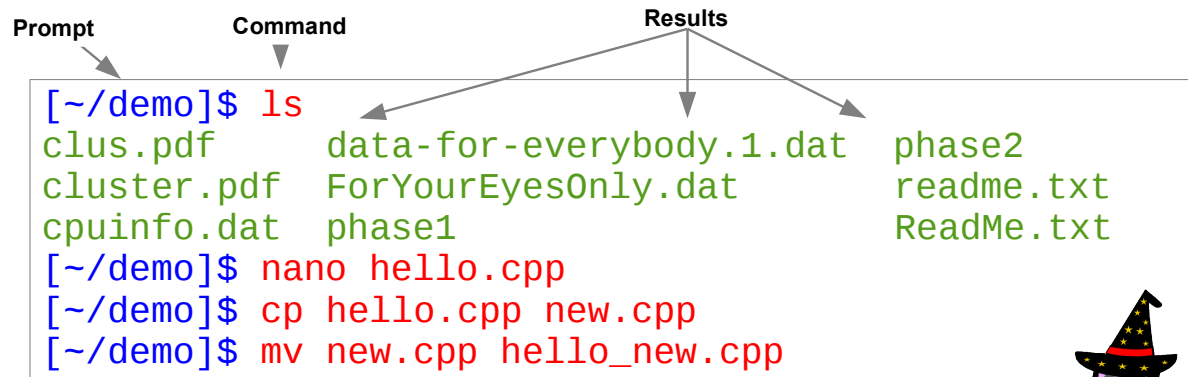 Prompt Command Results
[~/demo]$ ls
clus.pdf data-for-everybody.1.dat phase2
cluster.pdf ForYourEyesOnly.dat readme.txt
cpuinfo.dat phase1 ReadMe.txt
[~/demo]$ nano hello.cpp
[~/demo]$ cp hello.cpp new.cpp
[~/demo]$ mv new.cpp hello_new.cpp